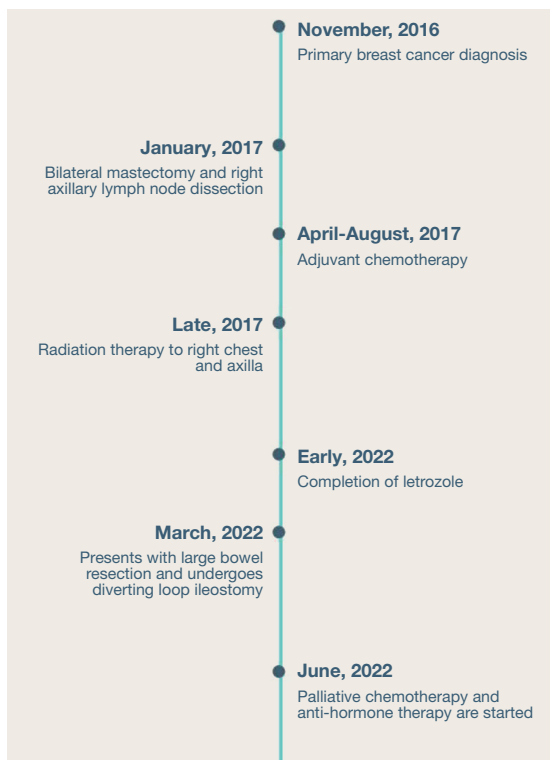 November, 2016
Primary breast cancer diagnosis
January, 2017
Bilateral mastectomy and right
axillary lymph node dissection
April-August, 2017
Adjuvant chemotherapy
Late, 2017
Radiation therapy to right chest
and axilla
Early, 2022
Completion of letrozole
March, 2022
Presents with large bowel
resection and undergoes
diverting loop ileostomy
June, 2022
Palliative chemotherapy and
anti-hormone therapy are started